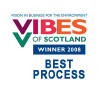 VISION IN BUSINESS FOR THE ENVIRONMENT
VIBES
OF SCOTLAND
WINNER 2008
BEST
PROCESS